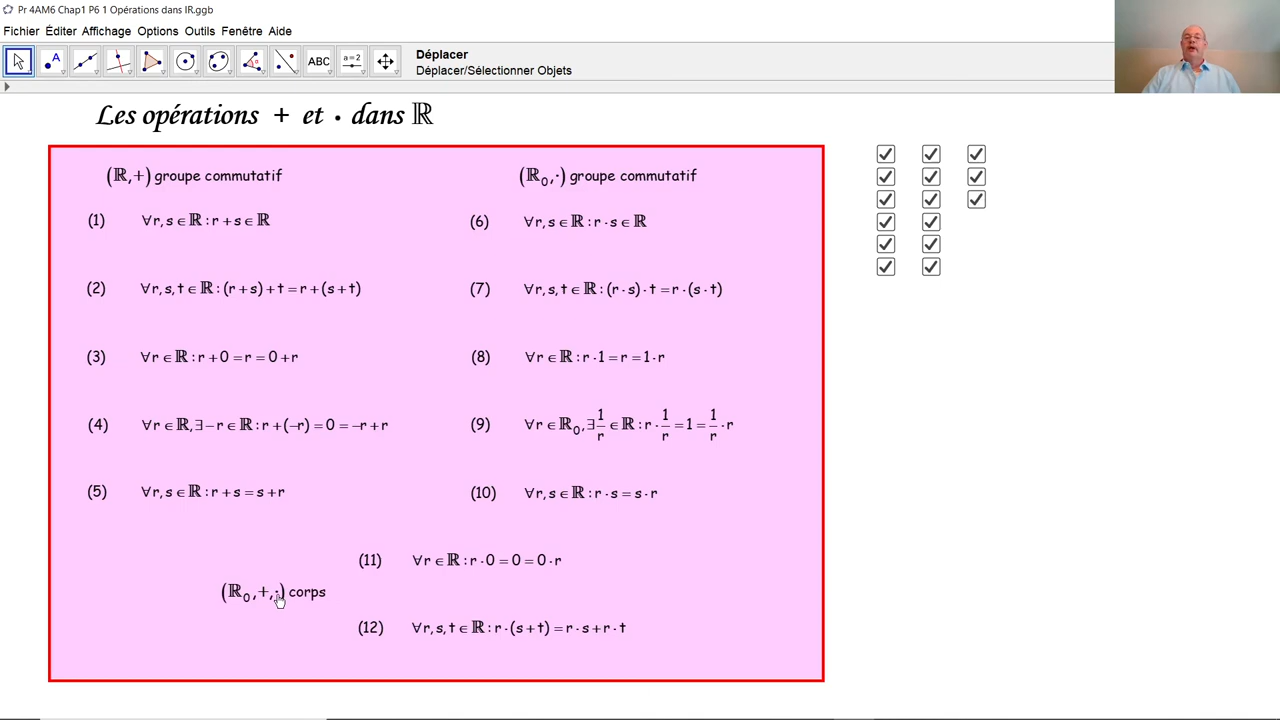 Pr 4AM6 Chap1 P6 1 Opérations dans IR.ggb
Fichier Éditer Affichage Options Outils Fenêtre Aide
A ABC a=2
Déplacer
Déplacer/Sélectionner Objets
Les opérations + et · dans ℝ
(ℝ,+) groupe commutatif
(1) ∀r,s∈ℝ:r+s∈ℝ
(2) ∀r,s,t∈ℝ:(r+s)+t=r+(s+t)
(3) ∀r∈ℝ:r+0=r=0+r
(4) ∀r∈ℝ,∃−r∈ℝ:r+(−r)=0=−r+r
(5) ∀r,s∈ℝ:r+s=s+r
(ℝ₀,·) groupe commutatif
(6) ∀r,s∈ℝ:r·s∈ℝ
(7) ∀r,s,t∈ℝ:(r·s)·t=r·(s·t)
(8) ∀r∈ℝ:r·1=r=1·r
(9) ∀r∈ℝ₀,∃1/r∈ℝ:r·1/r=1=1/r·r
(10) ∀r,s∈ℝ:r·s=s·r
(11) ∀r∈ℝ:r·0=0=0·r
(ℝ₀,+,·) corps
(12) ∀r,s,t∈ℝ:r·(s+t)=r·s+r·t